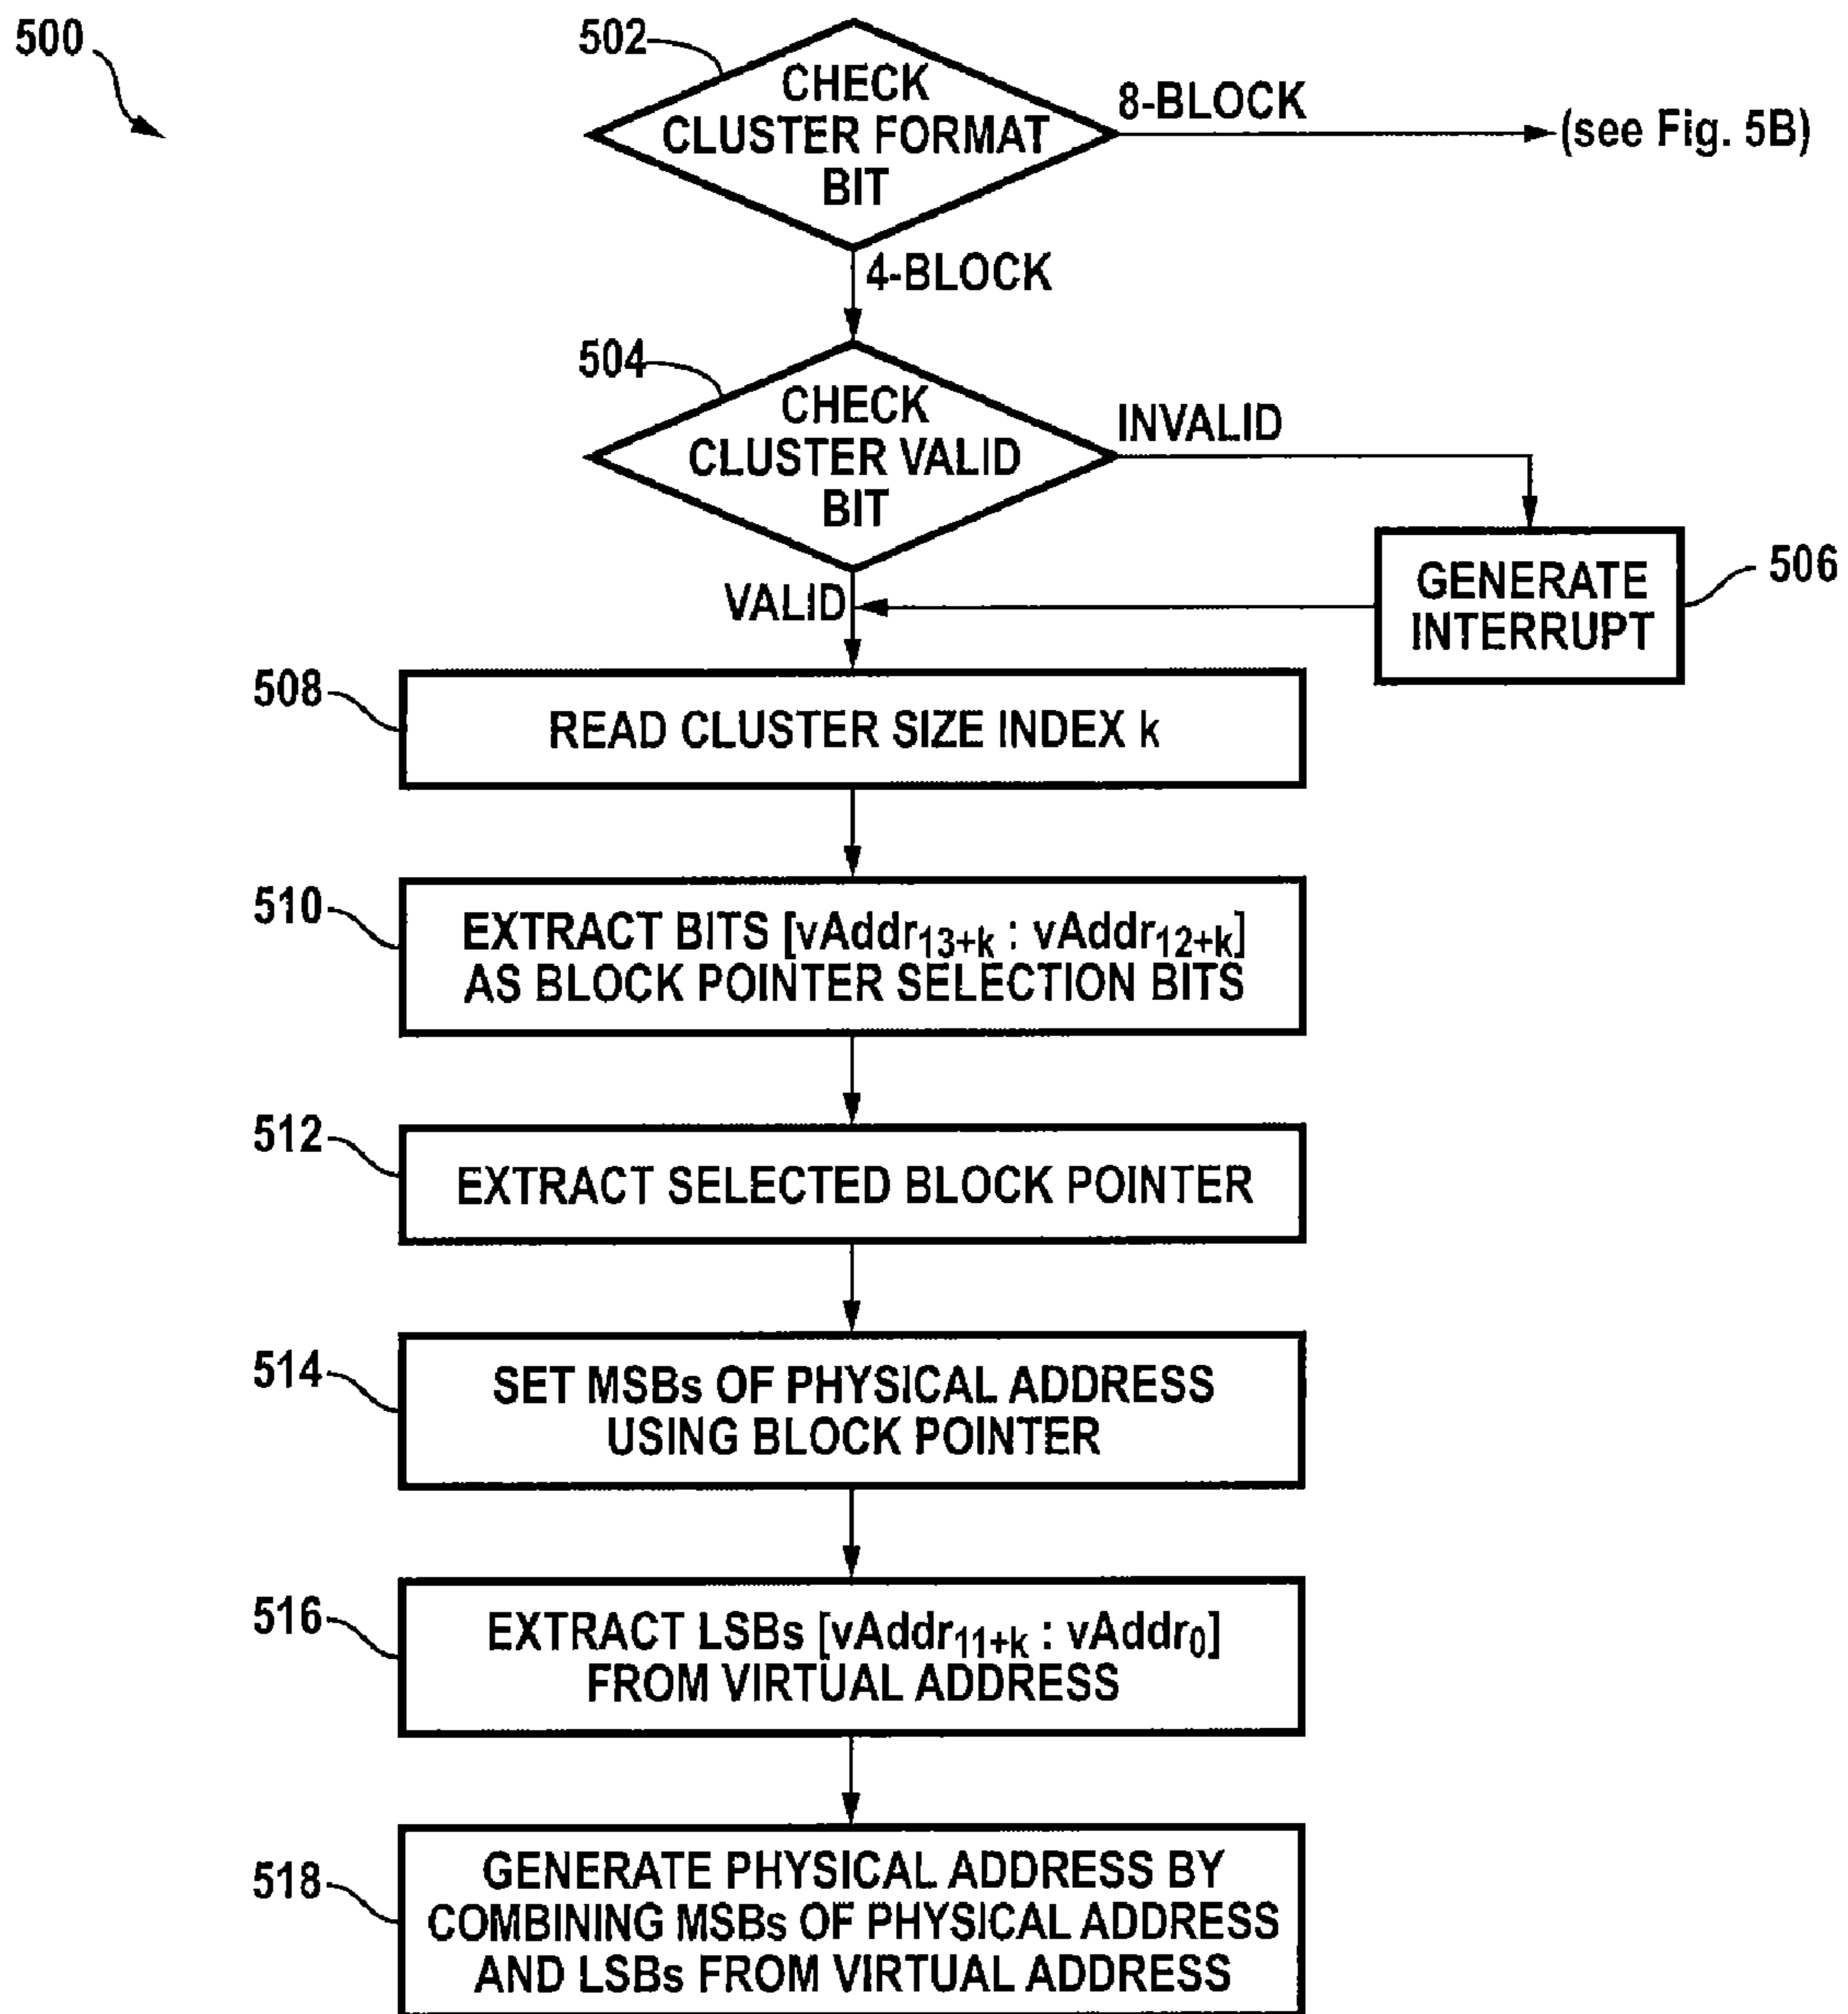 500
502
CHECK
CLUSTER FORMAT
BIT
8-BLOCK
(see Fig. 5B)
4-BLOCK
504
CHECK
CLUSTER VALID
BIT
INVALID
GENERATE
INTERRUPT
506
VALID
508
READ CLUSTER SIZE INDEX k
510
EXTRACT BITS [vAddr13+k : vAddr12+k]
AS BLOCK POINTER SELECTION BITS
512
EXTRACT SELECTED BLOCK POINTER
514
SET MSBs OF PHYSICAL ADDRESS
USING BLOCK POINTER
516
EXTRACT LSBs [vAddr11+k : vAddr0]
FROM VIRTUAL ADDRESS
518
GENERATE PHYSICAL ADDRESS BY
COMBINING MSBs OF PHYSICAL ADDRESS
AND LSBs FROM VIRTUAL ADDRESS